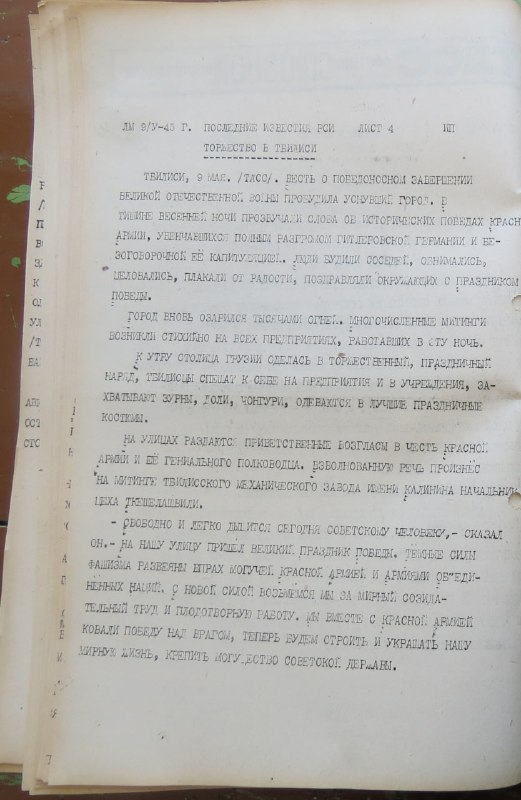 ЛМ 9/У-45 Г. ПОСЛЕДНИЕ ИЗВЕСТИЯ РСИ ЛИСТ 4 ИП
ТОРЖЕСТВО В ТБИЛИСИ
ТБИЛИСИ, 9 МАЯ. /ТАСС/. ВЕСТЬ О ПОБЕДОНОСНОМ ЗАВЕРШЕНИИ
ВЕЛИКОЙ ОТЕЧЕСТВЕННОЙ ВОЙНЫ ПРОБУДИЛА УСНУВШИЙ ГОРОД. В
ТИШИНЕ ВЕСЕННЕЙ НОЧИ ПРОЗВУЧАЛИ СЛОВА ОБ ИСТОРИЧЕСКИХ ПОБЕДАХ КРАСН
АРМИИ, УВЕНЧАВШИХСЯ ПОЛНЫМ РАЗГРОМОМ ГИТЛЕРОВСКОЙ ГЕРМАНИИ И БЕ-
ЗОГОВОРОЧНОЙ ЕЁ КАПИТУЛЯЦИЕЙ. ЛЮДИ БУДИЛИ СОСЕДЕЙ, ОБНИМАЛИСЬ,
ЦЕЛОВАЛИСЬ, ПЛАКАЛИ ОТ РАДОСТИ, ПОЗДРАВЛЯЛИ ОКРУЖАЮЩИХ С ПРАЗДНИКОМ
ПОБЕДЫ.
ГОРОД ВНОВЬ ОЗАРИЛСЯ ТЫСЯЧАМИ ОГНЕЙ. МНОГОЧИСЛЕННЫЕ МИТИНГИ
ВОЗНИКЛИ СТИХИЙНО НА ВСЕХ ПРЕДПРИЯТИЯХ, РАБОТАВШИХ В ЭТУ НОЧЬ.
К УТРУ СТОЛИЦА ГРУЗИИ ОДЕЛАСЬ В ТОРЖЕСТВЕННЫЙ, ПРАЗДНИЧНЫЙ
НАРЯД, ТБИЛИСЦЫ СПЕШАТ К СЕБЕ НА ПРЕДПРИЯТИЯ И В УЧРЕЖДЕНИЯ, ЗА-
ХВАТЫВАЮТ ЗУРНЫ, ДОЛИ, ЧОНГУРИ, ОДЕВАЮТСЯ В ЛУЧШИЕ ПРАЗДНИЧНЫЕ
КОСТЮМЫ.
НА УЛИЦАХ РАЗДАЮТСЯ ПРИВЕТСТВЕННЫЕ ВОЗГЛАСЫ В ЧЕСТЬ КРАСНОЙ
АРМИИ И ЕЁ ГЕНИАЛЬНОГО ПОЛКОВОДЦА. ВЗВОЛНОВАННУЮ РЕЧЬ ПРОИЗНЁС
НА МИТИНГЕ ТБИЛИССКОГО МЕХАНИЧЕСКОГО ЗАВОДА ИМЕНИ КАЛИНИНА НАЧАЛЬНИК
ЦЕХА ТКЕШЕЛАШВИЛИ.
- СВОБОДНО И ЛЕГКО ДЫШИТСЯ СЕГОДНЯ СОВЕТСКОМУ ЧЕЛОВЕКУ,- СКАЗАЛ
ОН.- НА НАШУ УЛИЦУ ПРИШЕЛ ВЕЛИКИЙ ПРАЗДНИК ПОБЕДЫ. ТЕМНЫЕ СИЛЫ
ФАШИЗМА РАЗВЕЯНЫ ВПРАХ МОГУЧЕЙ КРАСНОЙ АРМИЕЙ И АРМИЯМИ ОБ"ЕДИ-
НЕННЫХ НАЦИЙ. С НОВОЙ СИЛОЙ ВОЗЬМЕМСЯ МЫ ЗА МИРНЫЙ СОЗИДА-
ТЕЛЬНЫЙ ТРУД И ПЛОДОТВОРНУЮ РАБОТУ. МЫ ВМЕСТЕ С КРАСНОЙ АРМИЕЙ
КОВАЛИ ПОБЕДУ НАД ВРАГОМ, ТЕПЕРЬ БУДЕМ СТРОИТЬ И УКРАШАТЬ НАШУ
МИРНУЮ ЖИЗНЬ, КРЕПИТЬ МОГУЩЕСТВО СОВЕТСКОЙ ДЕРЖАВЫ.